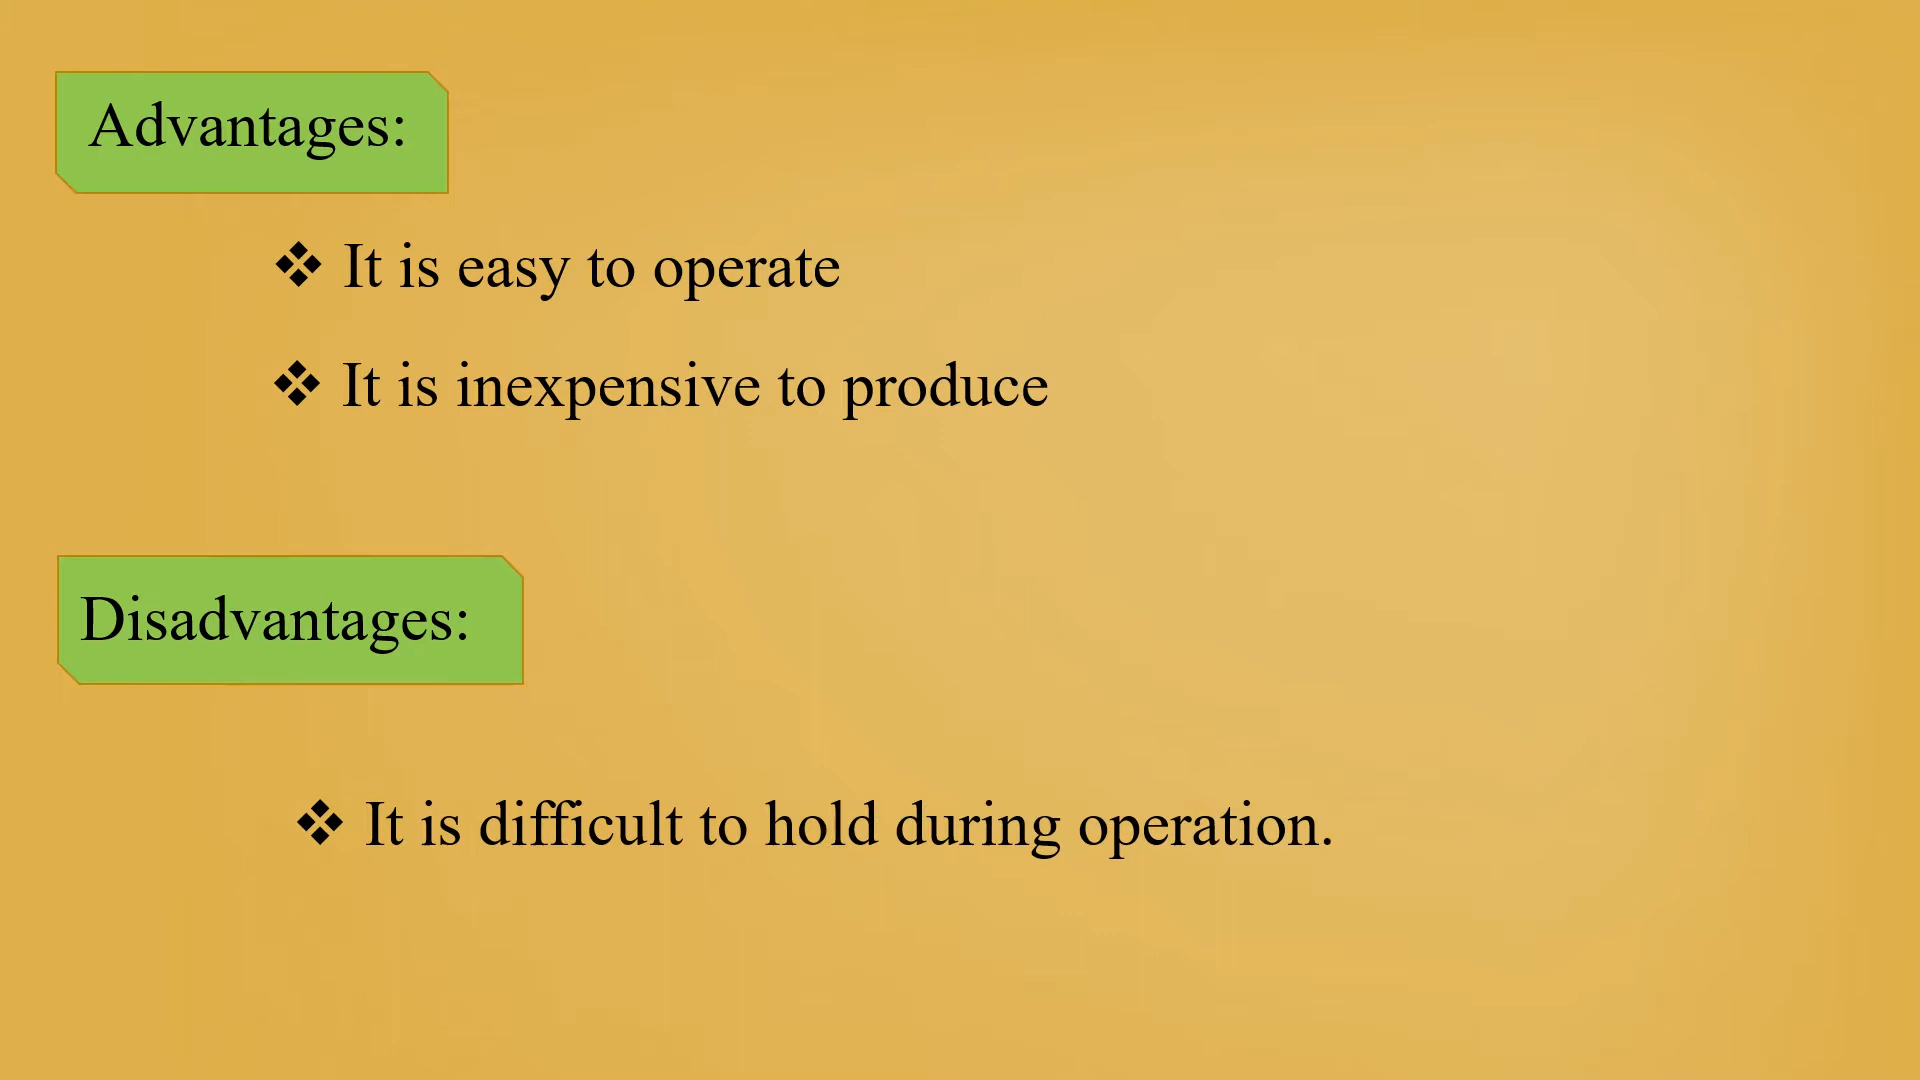 Advantages:
❖ It is easy to operate
❖ It is inexpensive to produce
Disadvantages:
❖ It is difficult to hold during operation.